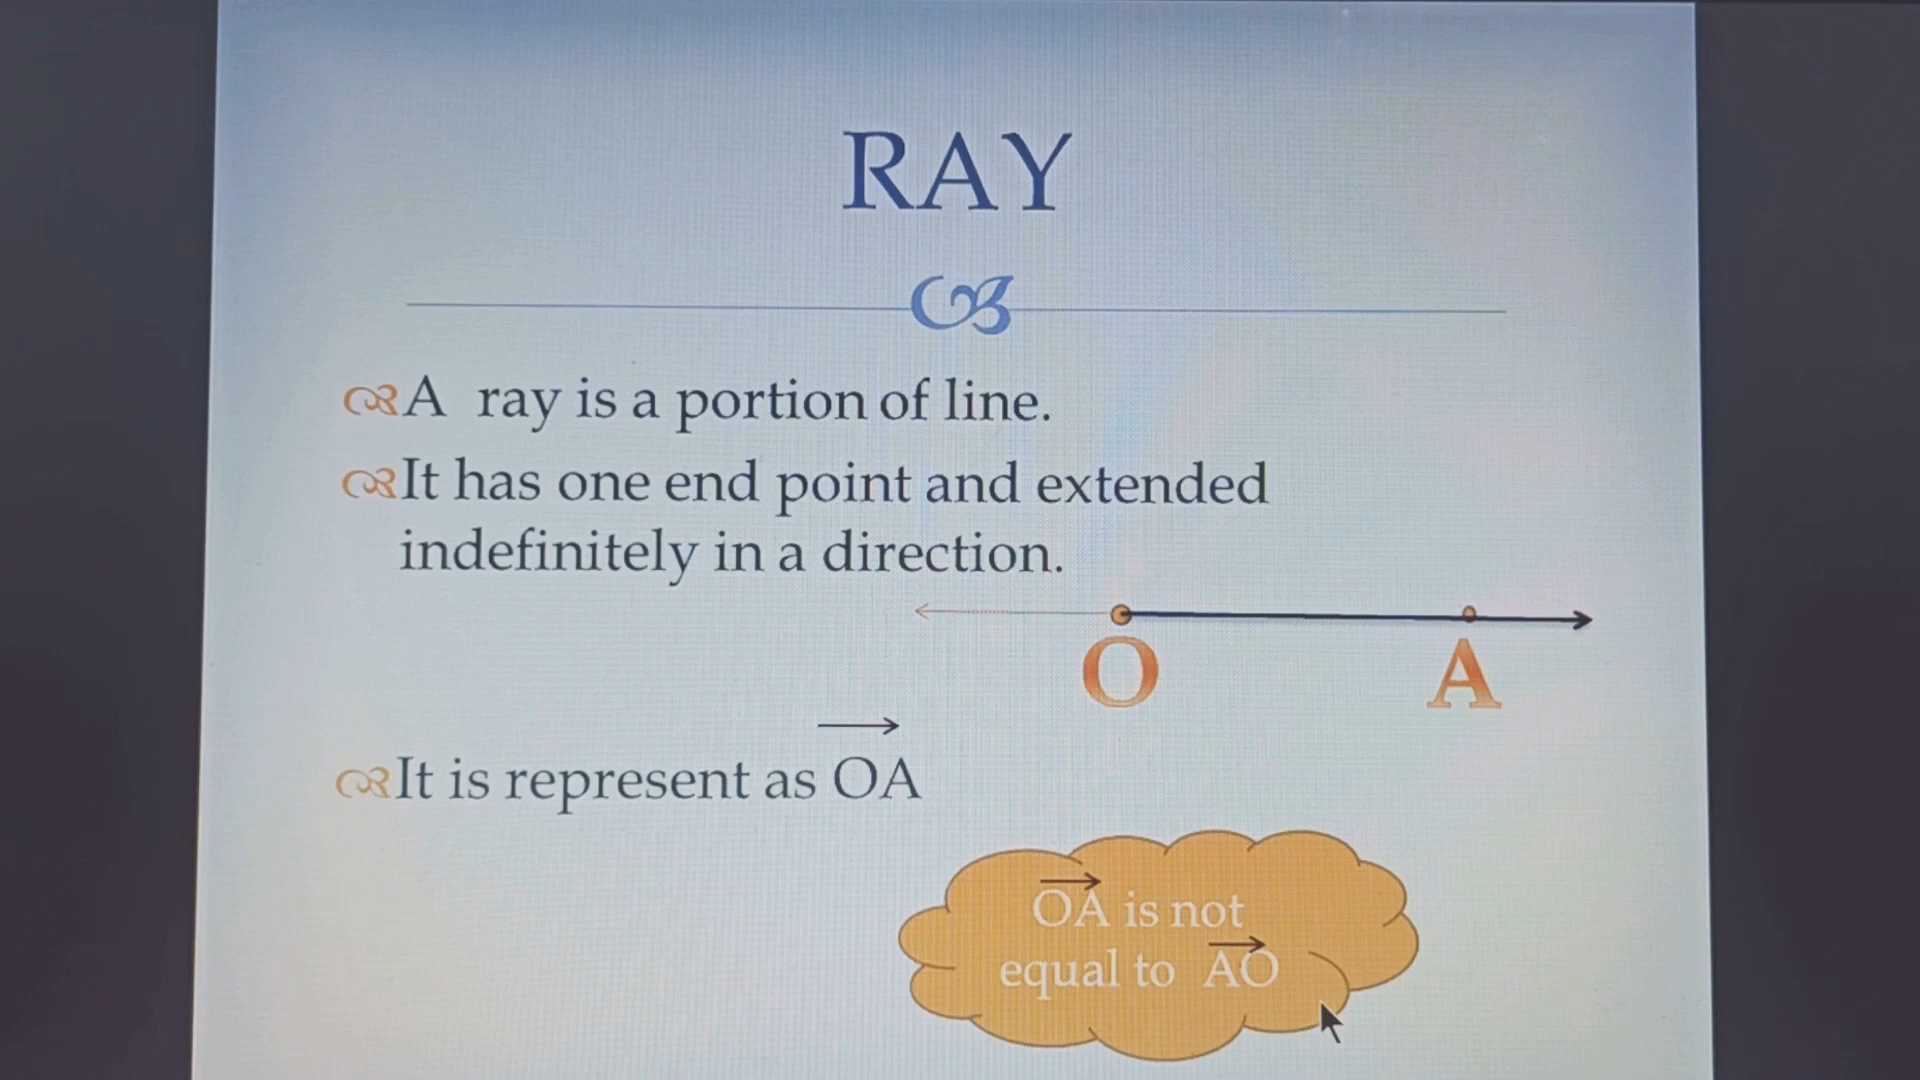 RAY
A ray is a portion of line.
It has one end point and extended
indefinitely in a direction.
O A
It is represent as OA
OA is not
equal to AO